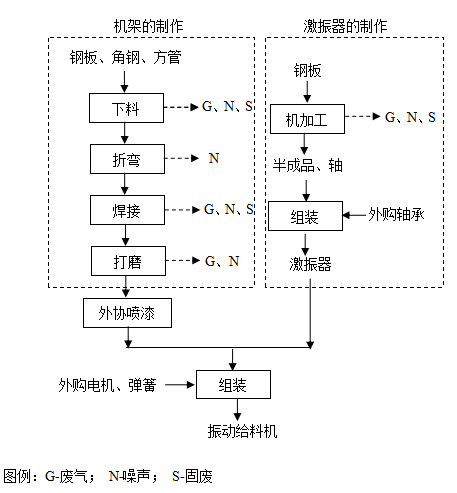 机架的制作
钢板、角钢、方管
下料
G、N、S
折弯
N
焊接
G、N、S
打磨
G、N
外协喷漆
激振器的制作
钢板
机加工
G、N、S
半成品、轴
组装
外购轴承
激振器
外购电机、弹簧
组装
振动给料机
图例：G-废气； N-噪声； S-固废